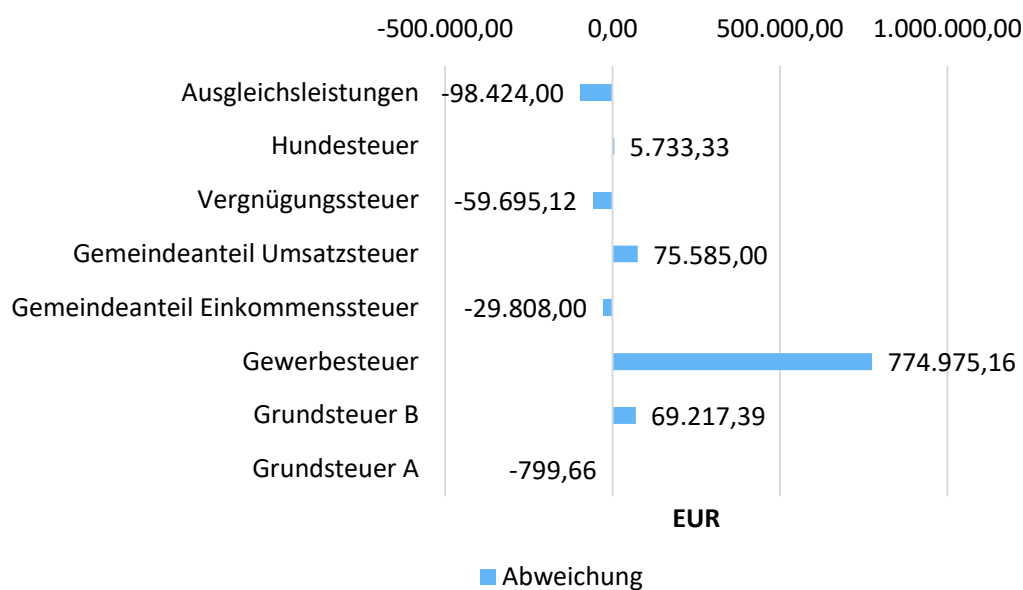 -500.000,00 0,00 500.000,00 1.000.000,00
Ausgleichsleistungen -98.424,00
Hundesteuer 5.733,33
Vergnügungssteuer -59.695,12
Gemeindeanteil Umsatzsteuer 75.585,00
Gemeindeanteil Einkommenssteuer -29.808,00
Gewerbesteuer 774.975,16
Grundsteuer B 69.217,39
Grundsteuer A -799,66
EUR
Abweichung